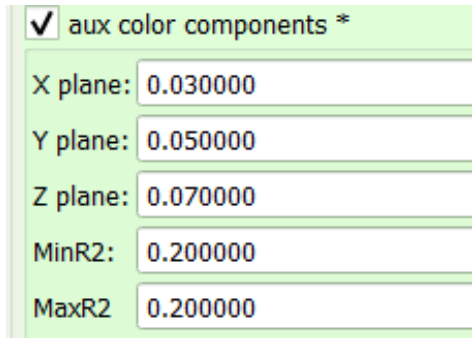 aux color components *
X plane: 0.030000
Y plane: 0.050000
Z plane: 0.070000
MinR2: 0.200000
MaxR2 0.200000